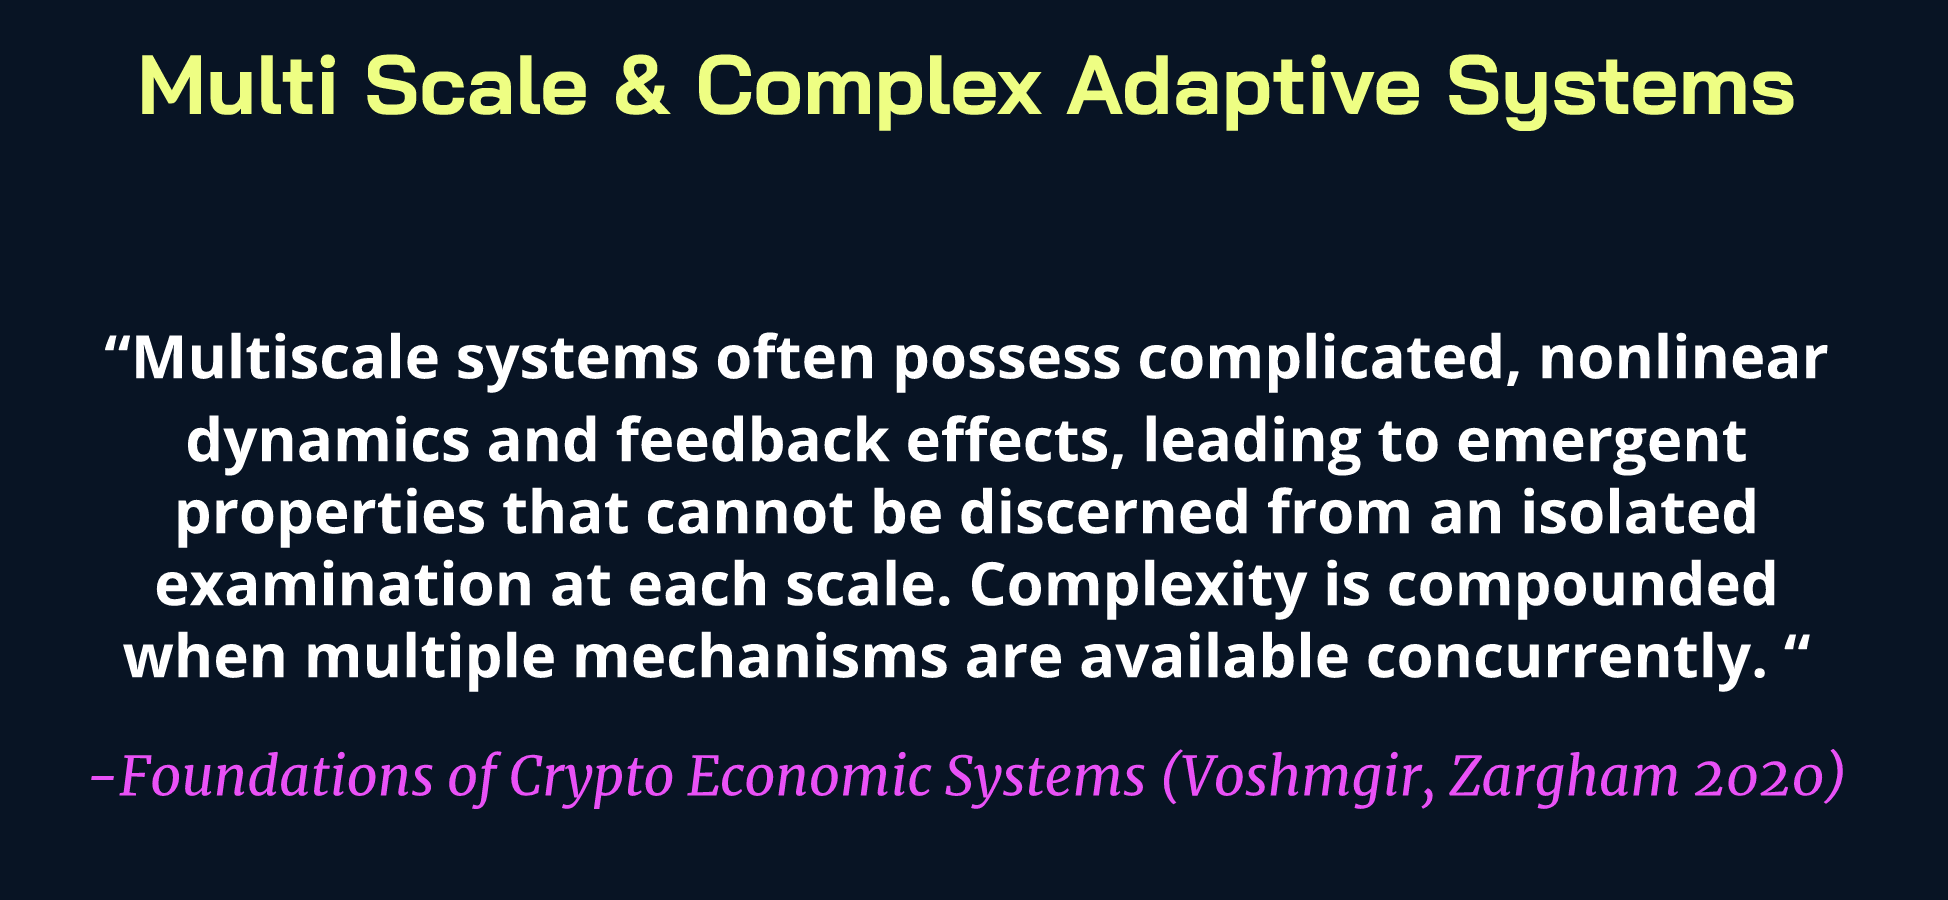 Multi Scale & Complex Adaptive Systems
“Multiscale systems often possess complicated, nonlinear
dynamics and feedback effects, leading to emergent
properties that cannot be discerned from an isolated
examination at each scale. Complexity is compounded
when multiple mechanisms are available concurrently. “
–Foundations of Crypto Economic Systems (Voshmgir, Zargham 2020)